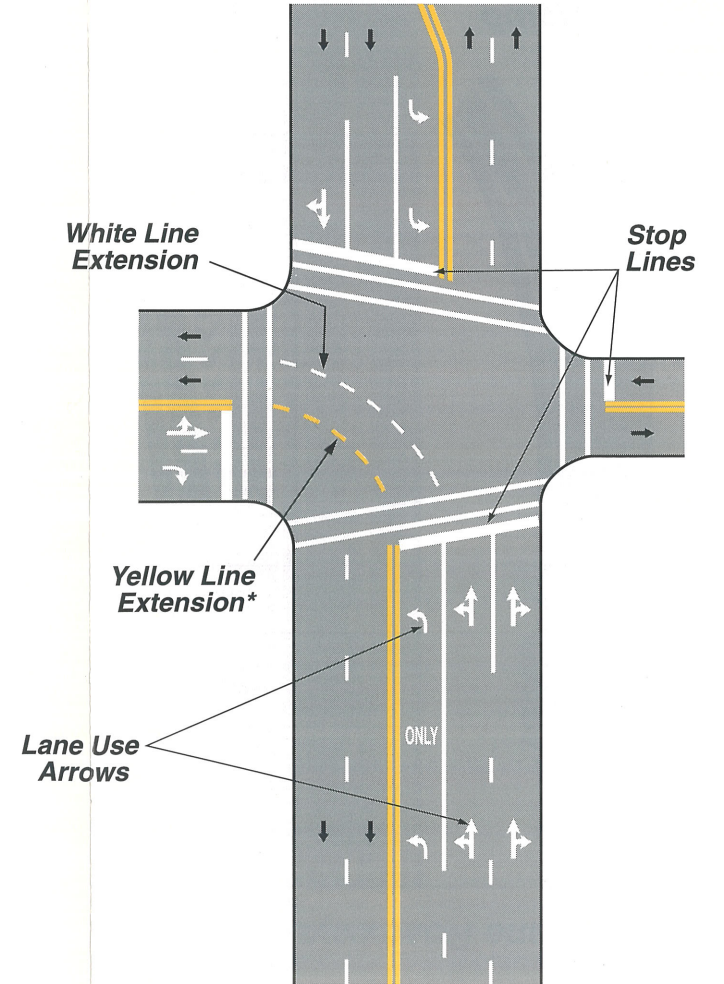 White Line
Extension
Stop
Lines
Yellow Line
Extension*
ONLY
Lane Use
Arrows